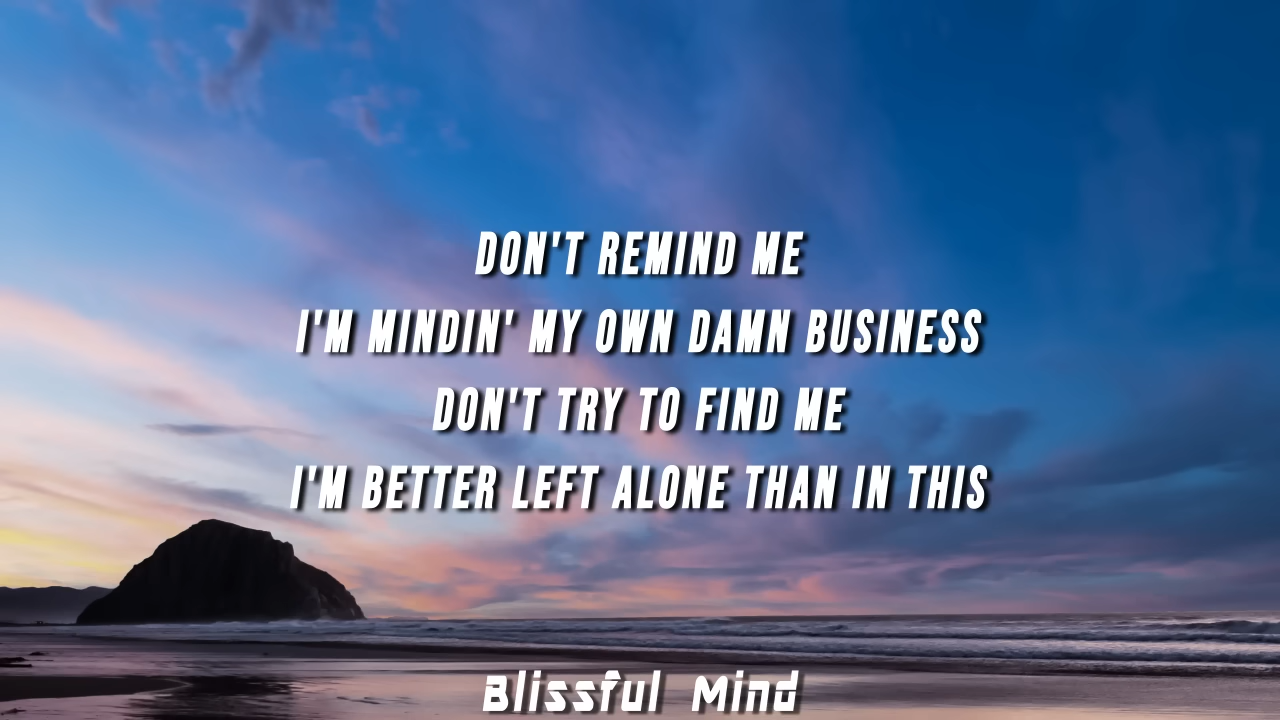 DON'T REMIND ME
I'M MINDIN' MY OWN DAMN BUSINESS
DON'T TRY TO FIND ME
I'M BETTER LEFT ALONE THAN IN THIS
Blissful Mind